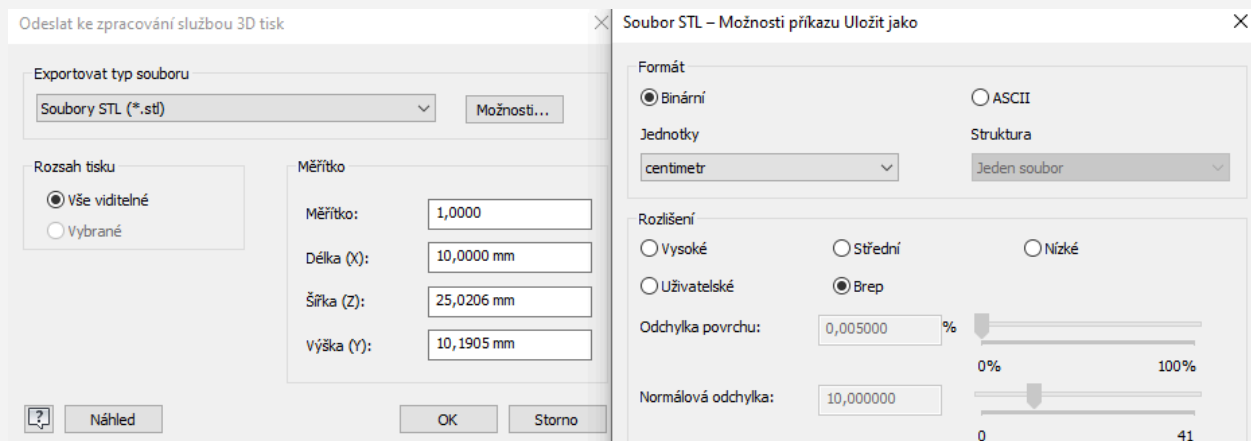 Odeslat ke zpracování službou 3D tisk
Exportovat typ souboru
Soubory STL (*.stl)
Možnosti...
Rozsah tisku
Vše viditelné
Vybrané
Měřítko
Měřítko: 1,0000
Délka (X): 10,0000 mm
Šířka (Z): 25,0206 mm
Výška (Y): 10,1905 mm
Náhled
OK
Storno
Soubor STL – Možnosti příkazu Uložit jako
Formát
Binární
ASCII
Jednotky
Struktura
centimetr
Jeden soubor
Rozlišení
Vysoké
Střední
Nízké
Uživatelské
Brep
Odchylka povrchu: 0,005000 %
0% 100%
Normálová odchylka: 10,000000
0 41